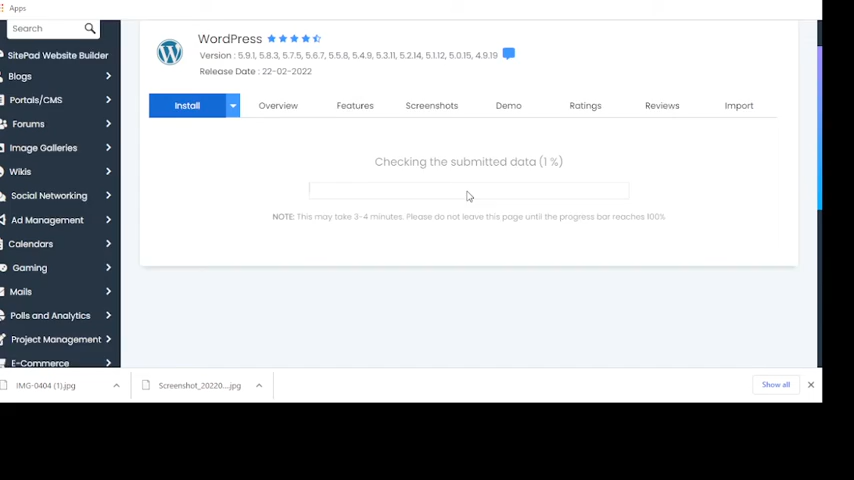 Apps
Search
SitePad Website Builder
Blogs
Portals/CMS
Forums
Image Galleries
Wikis
Social Networking
Ad Management
Calendars
Gaming
Mails
Polls and Analytics
Project Management
E-Commerce
WordPress
Version : 5.9.1, 5.8.3, 5.7.5, 5.6.7, 5.5.8, 5.4.9, 5.3.11, 5.2.14, 5.1.12, 5.0.15, 4.9.19
Release Date : 22-02-2022
Install Overview Features Screenshots Demo Ratings Reviews Import
Checking the submitted data (1 %)
NOTE: This may take 3-4 minutes. Please do not leave this page until the progress bar reaches 100%
IMG-0404 (1).jpg Screenshot_20220....jpg Show all